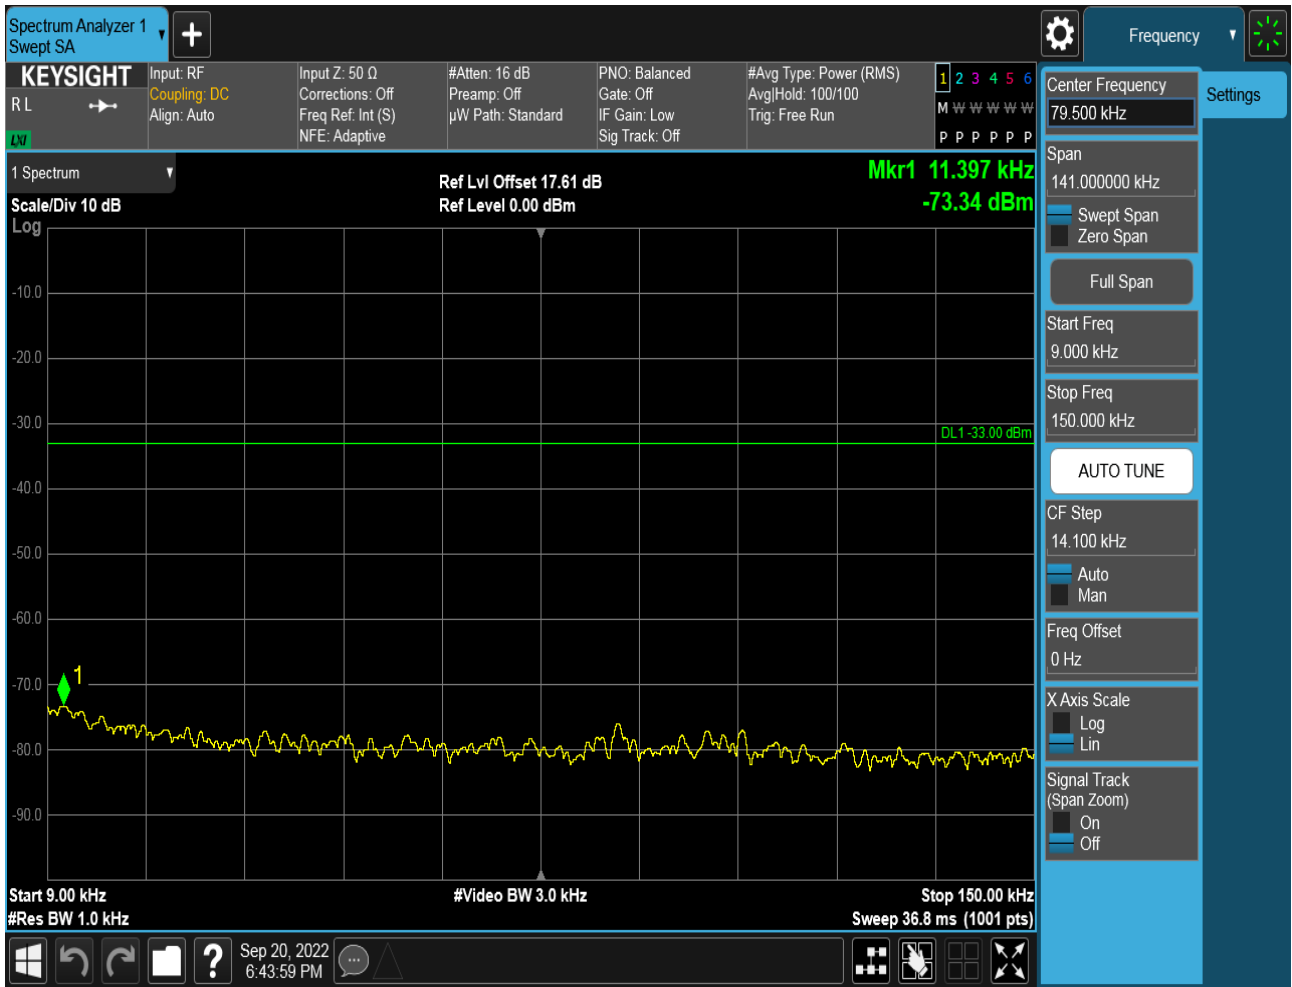 Spectrum Analyzer 1
Swept SA
Frequency
KEYSIGHT
R L
LXI
Input: RF
Coupling: DC
Align: Auto
Input Z: 50 Ω
Corrections: Off
Freq Ref: Int (S)
NFE: Adaptive
#Atten: 16 dB
Preamp: Off
µW Path: Standard
PNO: Balanced
Gate: Off
IF Gain: Low
Sig Track: Off
#Avg Type: Power (RMS)
Avg|Hold: 100/100
Trig: Free Run
1 2 3 4 5 6
M W W W W W
P P P P P P
1 Spectrum
Scale/Div 10 dB
Log
Ref Lvl Offset 17.61 dB
Ref Level 0.00 dBm
Mkr1 11.397 kHz
-73.34 dBm
-10.0
-20.0
-30.0
DL1 -33.00 dBm
-40.0
-50.0
-60.0
-70.0
1
-80.0
-90.0
Start 9.00 kHz
#Video BW 3.0 kHz
Stop 150.00 kHz
#Res BW 1.0 kHz
Sweep 36.8 ms (1001 pts)
?
Sep 20, 2022
6:43:59 PM
Center Frequency
79.500 kHz
Settings
Span
141.000000 kHz
Swept Span
Zero Span
Full Span
Start Freq
9.000 kHz
Stop Freq
150.000 kHz
AUTO TUNE
CF Step
14.100 kHz
Auto
Man
Freq Offset
0 Hz
X Axis Scale
Log
Lin
Signal Track
(Span Zoom)
On
Off